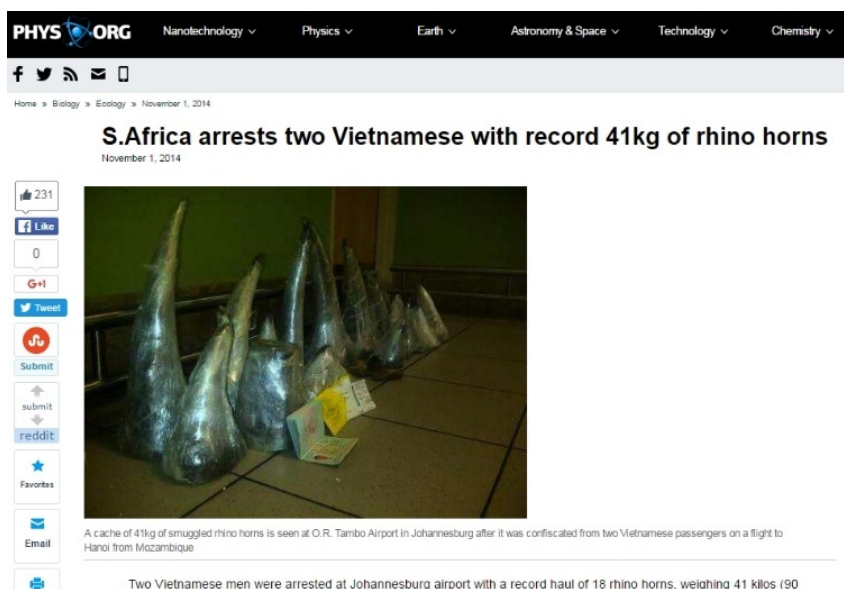 PHYS ORG Nanotechnology Physics Earth Astronomy & Space Technology Chemistry
Home » Biology » Ecology » November 1, 2014
S.Africa arrests two Vietnamese with record 41kg of rhino horns
November 1, 2014
231
Like
0
G+1
Tweet
Submit
submit
reddit
Favorites
Email
A cache of 41kg of smuggled rhino horns is seen at O.R. Tambo Airport in Johannesburg after it was confiscated from two Vietnamese passengers on a flight to
Hanoi from Mozambique
Two Vietnamese men were arrested at Johannesburg airport with a record haul of 18 rhino horns, weighing 41 kilos (90